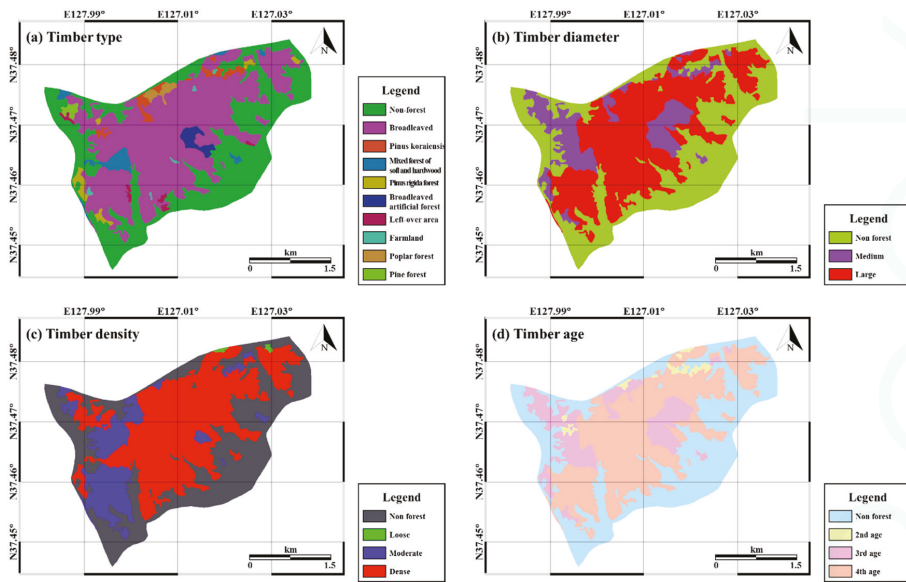 E127.99° E127.01° E127.03°
(a) Timber type
N
N37.48°
N37.47°
N37.46°
N37.45°
Legend
Non-forest
Broadleaved
Pinus koraiensis
Mixed forest of
soft and hardwood
Pinus rigida forest
Broadleaved
artificial forest
Left-over area
Farmland
Poplar forest
Pine forest
km
0 1.5
E127.99° E127.01° E127.03°
(b) Timber diameter
N
N37.48°
N37.47°
N37.46°
N37.45°
Legend
Non forest
Medium
Large
km
0 1.5
E127.99° E127.01° E127.03°
(c) Timber density
N
N37.48°
N37.47°
N37.46°
N37.45°
Legend
Non forest
Loose
Moderate
Dense
km
0 1.5
E127.99° E127.01° E127.03°
(d) Timber age
N
N37.48°
N37.47°
N37.46°
N37.45°
Legend
Non forest
2nd age
3rd age
4th age
km
0 1.5